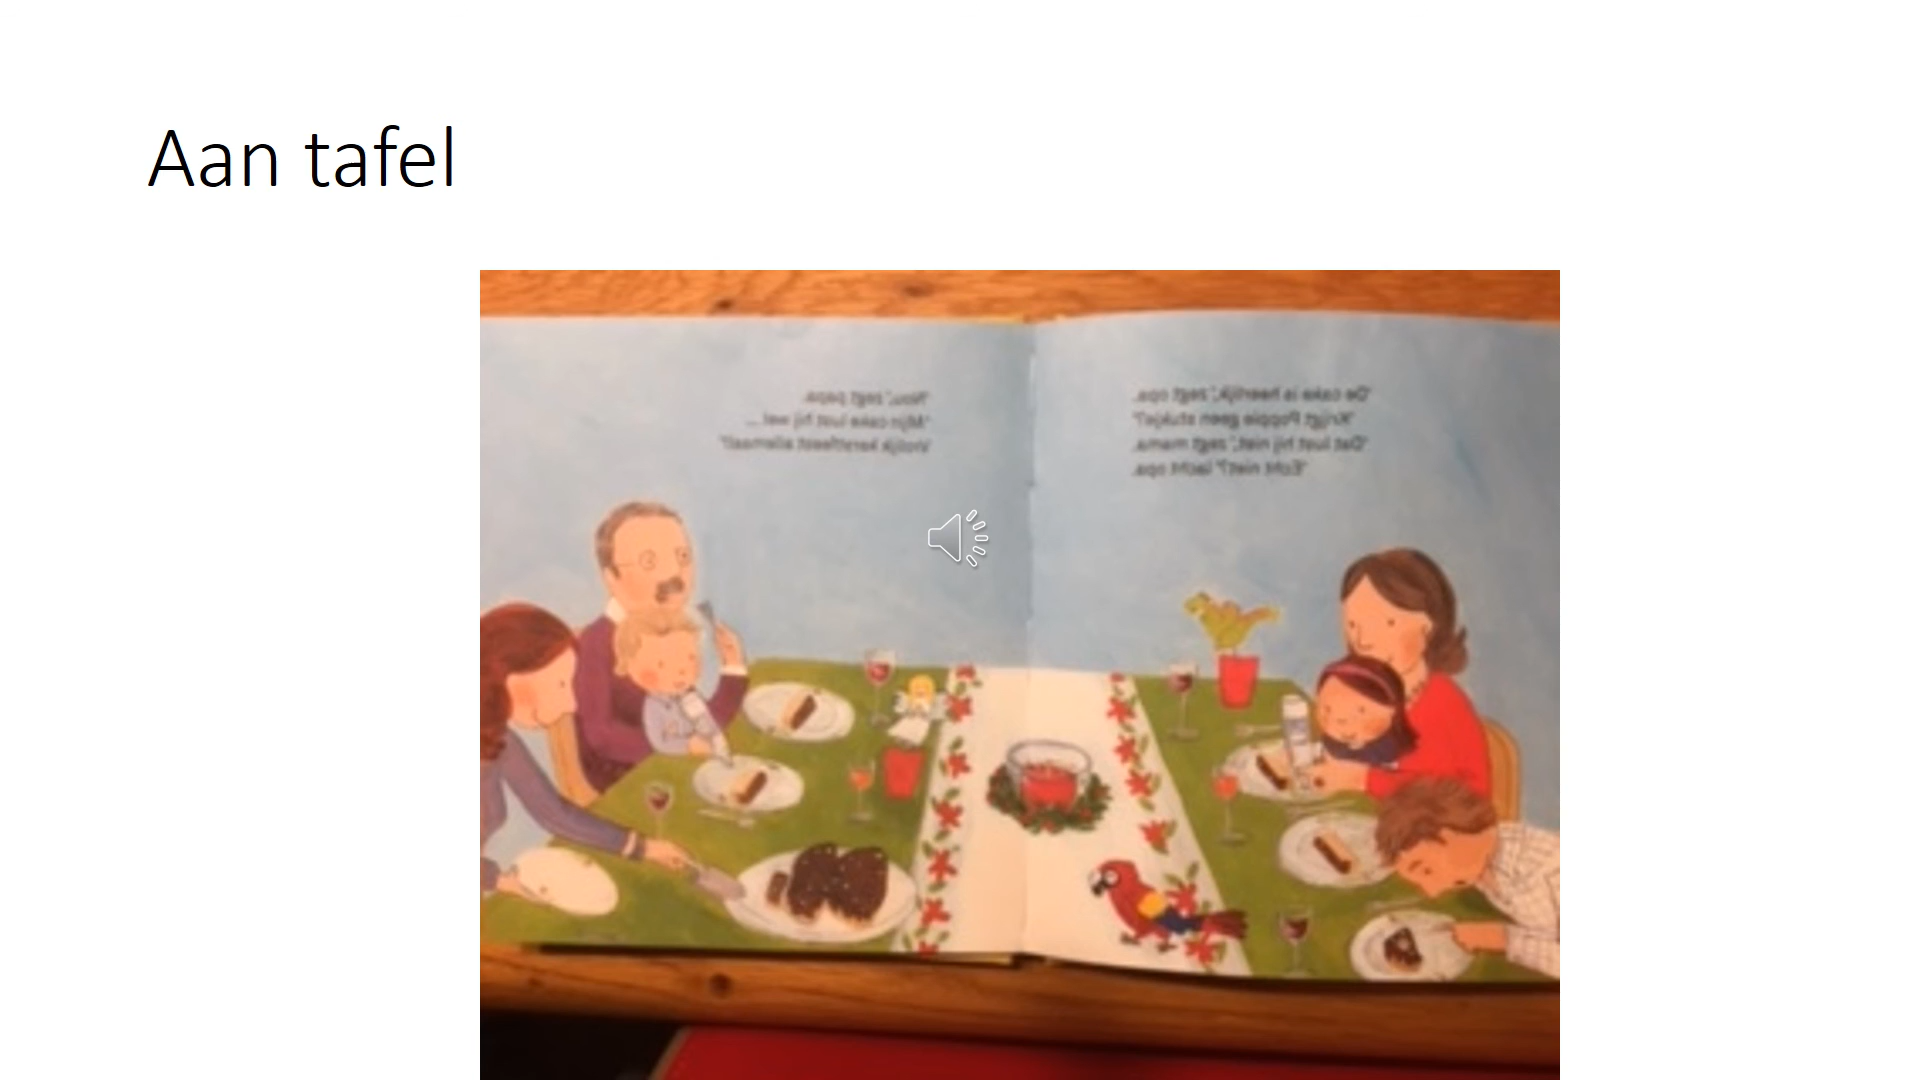 Aan tafel
'De cake is heerlijk,' zegt opa.
'Krijgt Poppie geen stukje?'
'Dat lust hij niet,' zegt mama.
'Echt niet?' lacht opa.
'Nou,' zegt papa.
'Mijn cake lust hij wel ...
Vrolijk kerstfeest allemaal!'